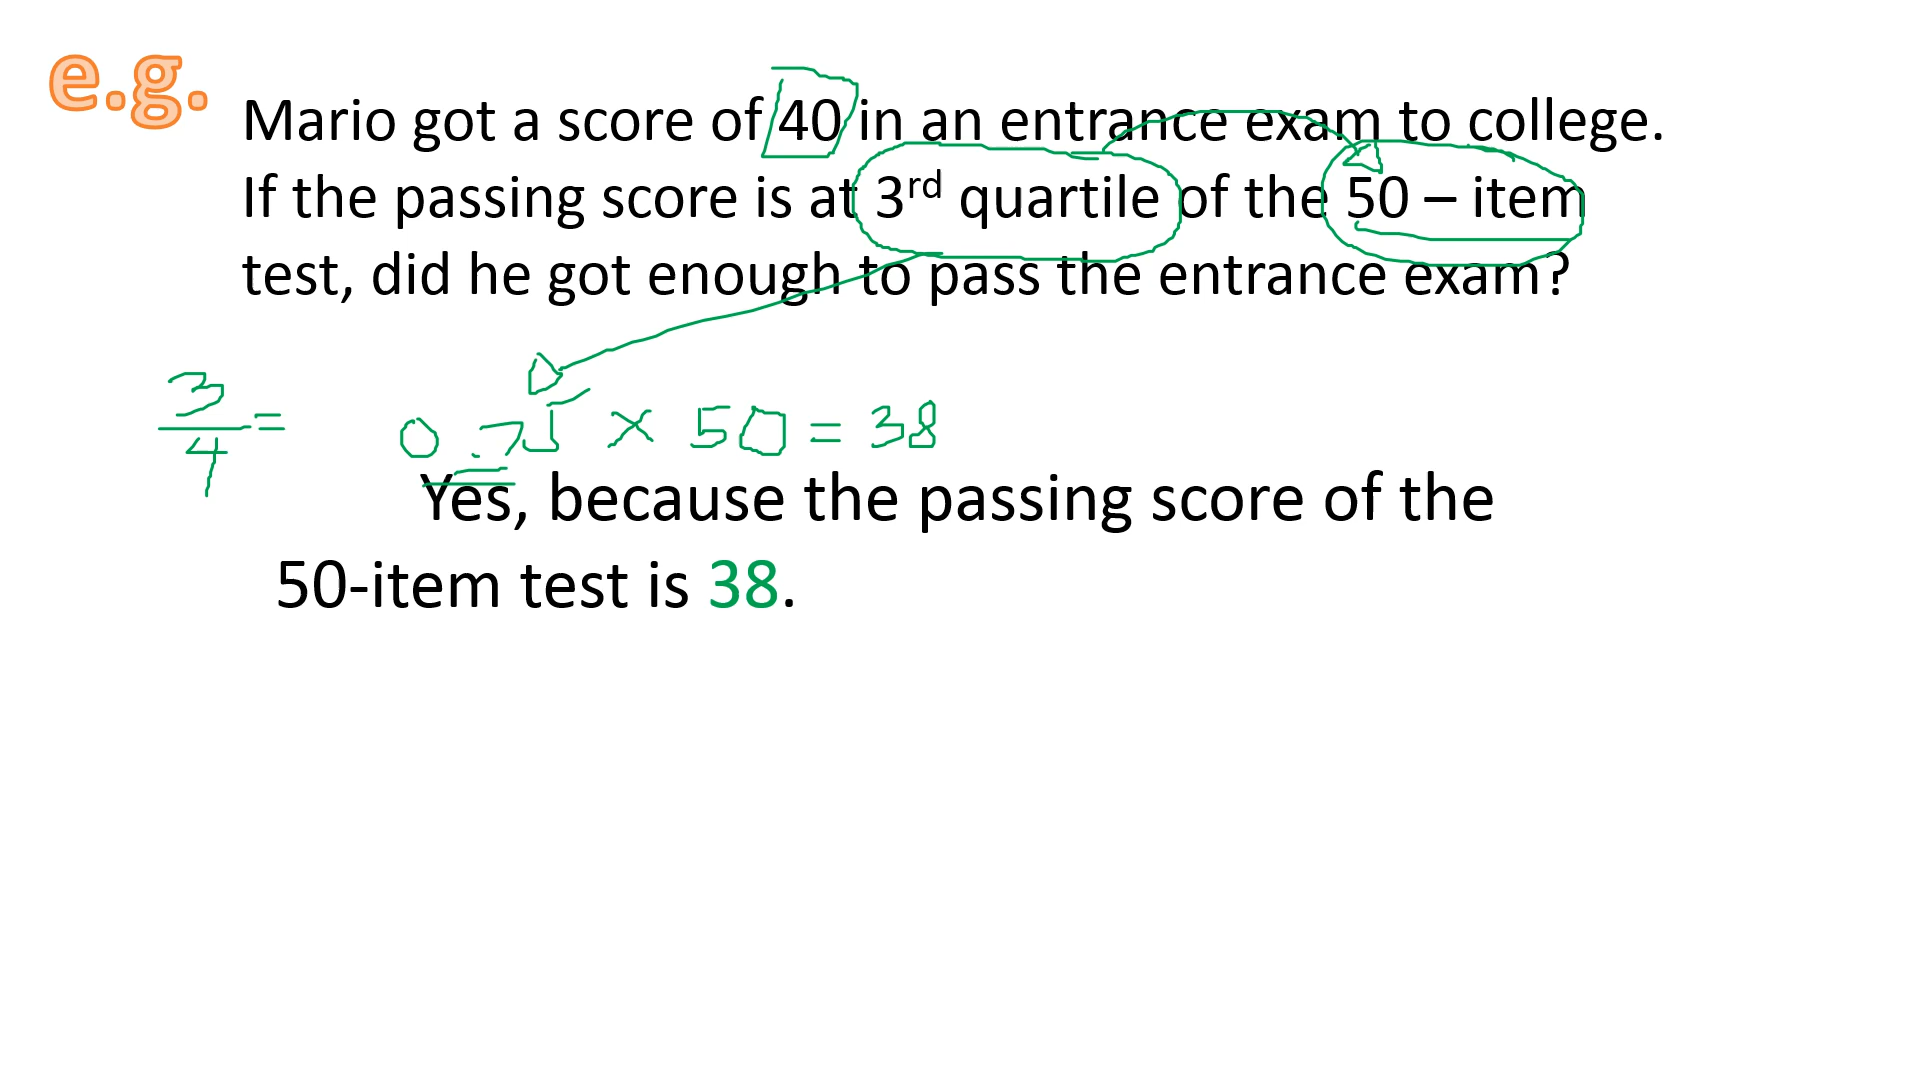 e.g.
Mario got a score of 40 in an entrance exam to college.
If the passing score is at 3rd quartile of the 50 – item
test, did he got enough to pass the entrance exam?
3/4 = 0.75 × 50 = 38
Yes, because the passing score of the
50-item test is 38.